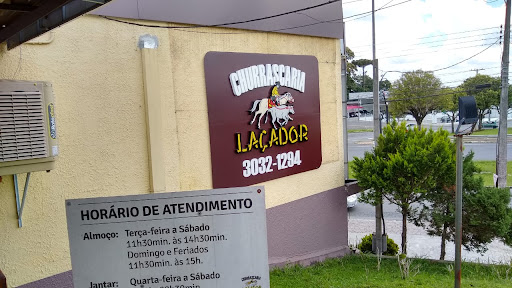 CHURRASCARIA
LAÇADOR
3032-1294
HORÁRIO DE ATENDIMENTO
Almoço: Terça-feira a Sábado
11h30min. às 14h30min.
Domingo e Feriados
11h30min. às 15h.
Jantar: Quarta-feira a Sábado